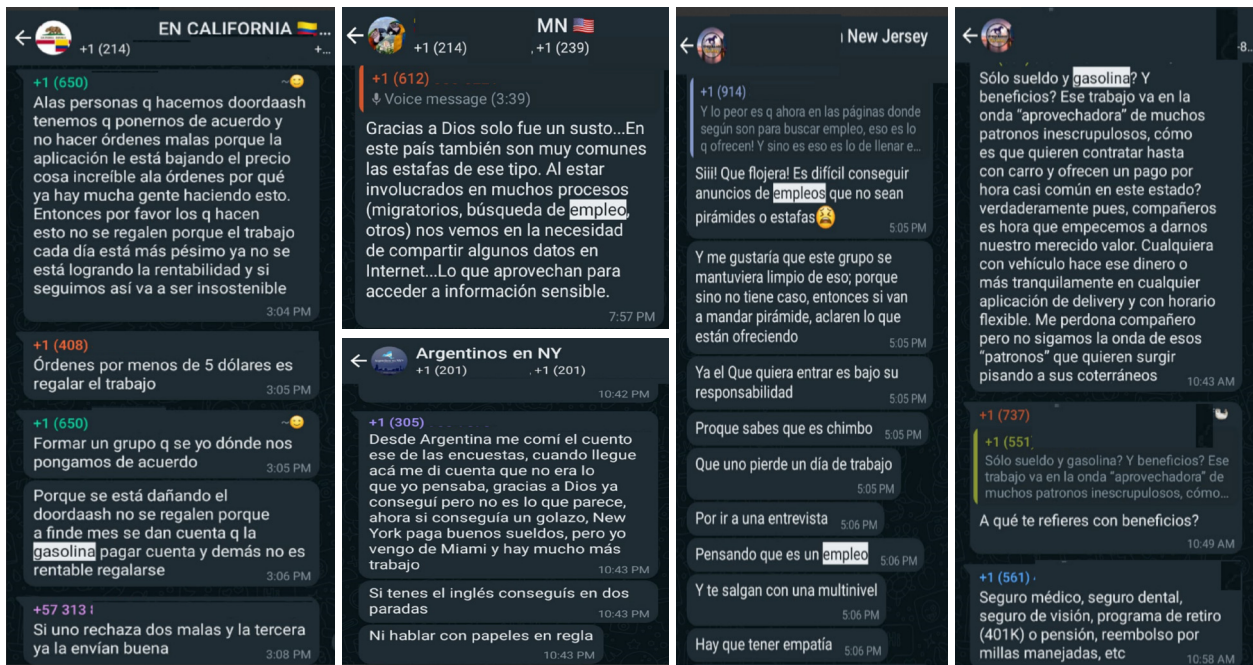 EN CALIFORNIA 🇨🇴...
+1 (214)
+...
+1 (650)
~😊
Alas personas q hacemos doordaash
tenemos q ponernos de acuerdo y
no hacer órdenes malas porque la
aplicación le está bajando el precio
cosa increíble ala órdenes por qué
ya hay mucha gente haciendo esto.
Entonces por favor los q hacen
esto no se regalen porque el trabajo
cada día está más pésimo ya no se
está logrando la rentabilidad y si
seguimos así va a ser insostenible
3:04 PM
+1 (408)
Órdenes por menos de 5 dólares es
regalar el trabajo
3:05 PM
+1 (650)
~😊
Formar un grupo q se yo dónde nos
pongamos de acuerdo
3:05 PM
Porque se está dañando el
doordaash no se regalen porque
a finde mes se dan cuenta q la
gasolina pagar cuenta y demás no es
rentable regalarse
3:06 PM
+57 313
Si uno rechaza dos malas y la tercera
ya la envían buena
3:08 PM
MN 🇺🇸
+1 (214) , +1 (239)
+1 (612)
Voice message (3:39)
Gracias a Dios solo fue un susto...En
este país también son muy comunes
las estafas de ese tipo. Al estar
involucrados en muchos procesos
(migratorios, búsqueda de empleo,
otros) nos vemos en la necesidad
de compartir algunos datos en
Internet...Lo que aprovechan para
acceder a información sensible.
7:57 PM
Argentinos en NY
+1 (201) , +1 (201)
10:42 PM
+1 (305)
Desde Argentina me comí el cuento
ese de las encuestas, cuando llegue
acá me di cuenta que no era lo
que yo pensaba, gracias a Dios ya
conseguí pero no es lo que parece,
ahora si conseguía un golazo, New
York paga buenos sueldos, pero yo
vengo de Miami y hay mucho más
trabajo
10:43 PM
Si tenes el inglés conseguís en dos
paradas
10:43 PM
Ni hablar con papeles en regla
10:43 PM
New Jersey
+1 (914)
Y lo peor es q ahora en las páginas donde
según son para buscar empleo, eso es lo
q ofrecen! Y sino es eso es lo de llenar e...
Siii! Que flojera! Es difícil conseguir
anuncios de empleos que no sean
pirámides o estafas😫
5:05 PM
Y me gustaría que este grupo se
mantuviera limpio de eso; porque
sino no tiene caso, entonces si van
a mandar pirámide, aclaren lo que
están ofreciendo
5:05 PM
Ya el Que quiera entrar es bajo su
responsabilidad
5:05 PM
Proque sabes que es chimbo
5:05 PM
Que uno pierde un día de trabajo
5:05 PM
Por ir a una entrevista
5:06 PM
Pensando que es un empleo
5:06 PM
Y te salgan con una multinivel
5:06 PM
Hay que tener empatía
5:06 PM
-8...
Sólo sueldo y gasolina? Y
beneficios? Ese trabajo va en la
onda "aprovechadora" de muchos
patronos inescrupulosos, cómo
es que quieren contratar hasta
con carro y ofrecen un pago por
hora casi común en este estado?
verdaderamente pues, compañeros
es hora que empecemos a darnos
nuestro merecido valor. Cualquiera
con vehículo hace ese dinero o
más tranquilamente en cualquier
aplicación de delivery y con horario
flexible. Me perdona compañero
pero no sigamos la onda de esos
"patronos" que quieren surgir
pisando a sus coterráneos
10:43 AM
+1 (737)
+1 (551)
Sólo sueldo y gasolina? Y beneficios? Ese
trabajo va en la onda "aprovechadora" de
muchos patronos inescrupulosos, cómo...
A qué te refieres con beneficios?
10:49 AM
+1 (561)
Seguro médico, seguro dental,
seguro de visión, programa de retiro
(401K) o pensión, reembolso por
millas manejadas, etc
10:58 AM